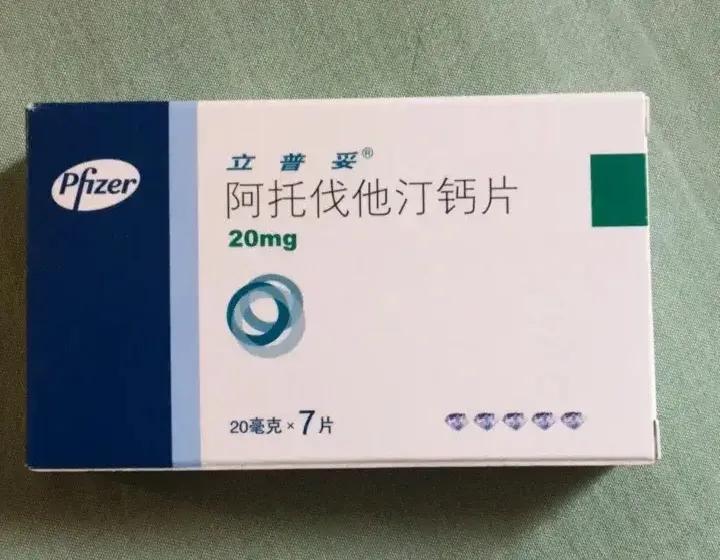 Pfizer
立普妥®
阿托伐他汀钙片
20mg
20毫克×7片